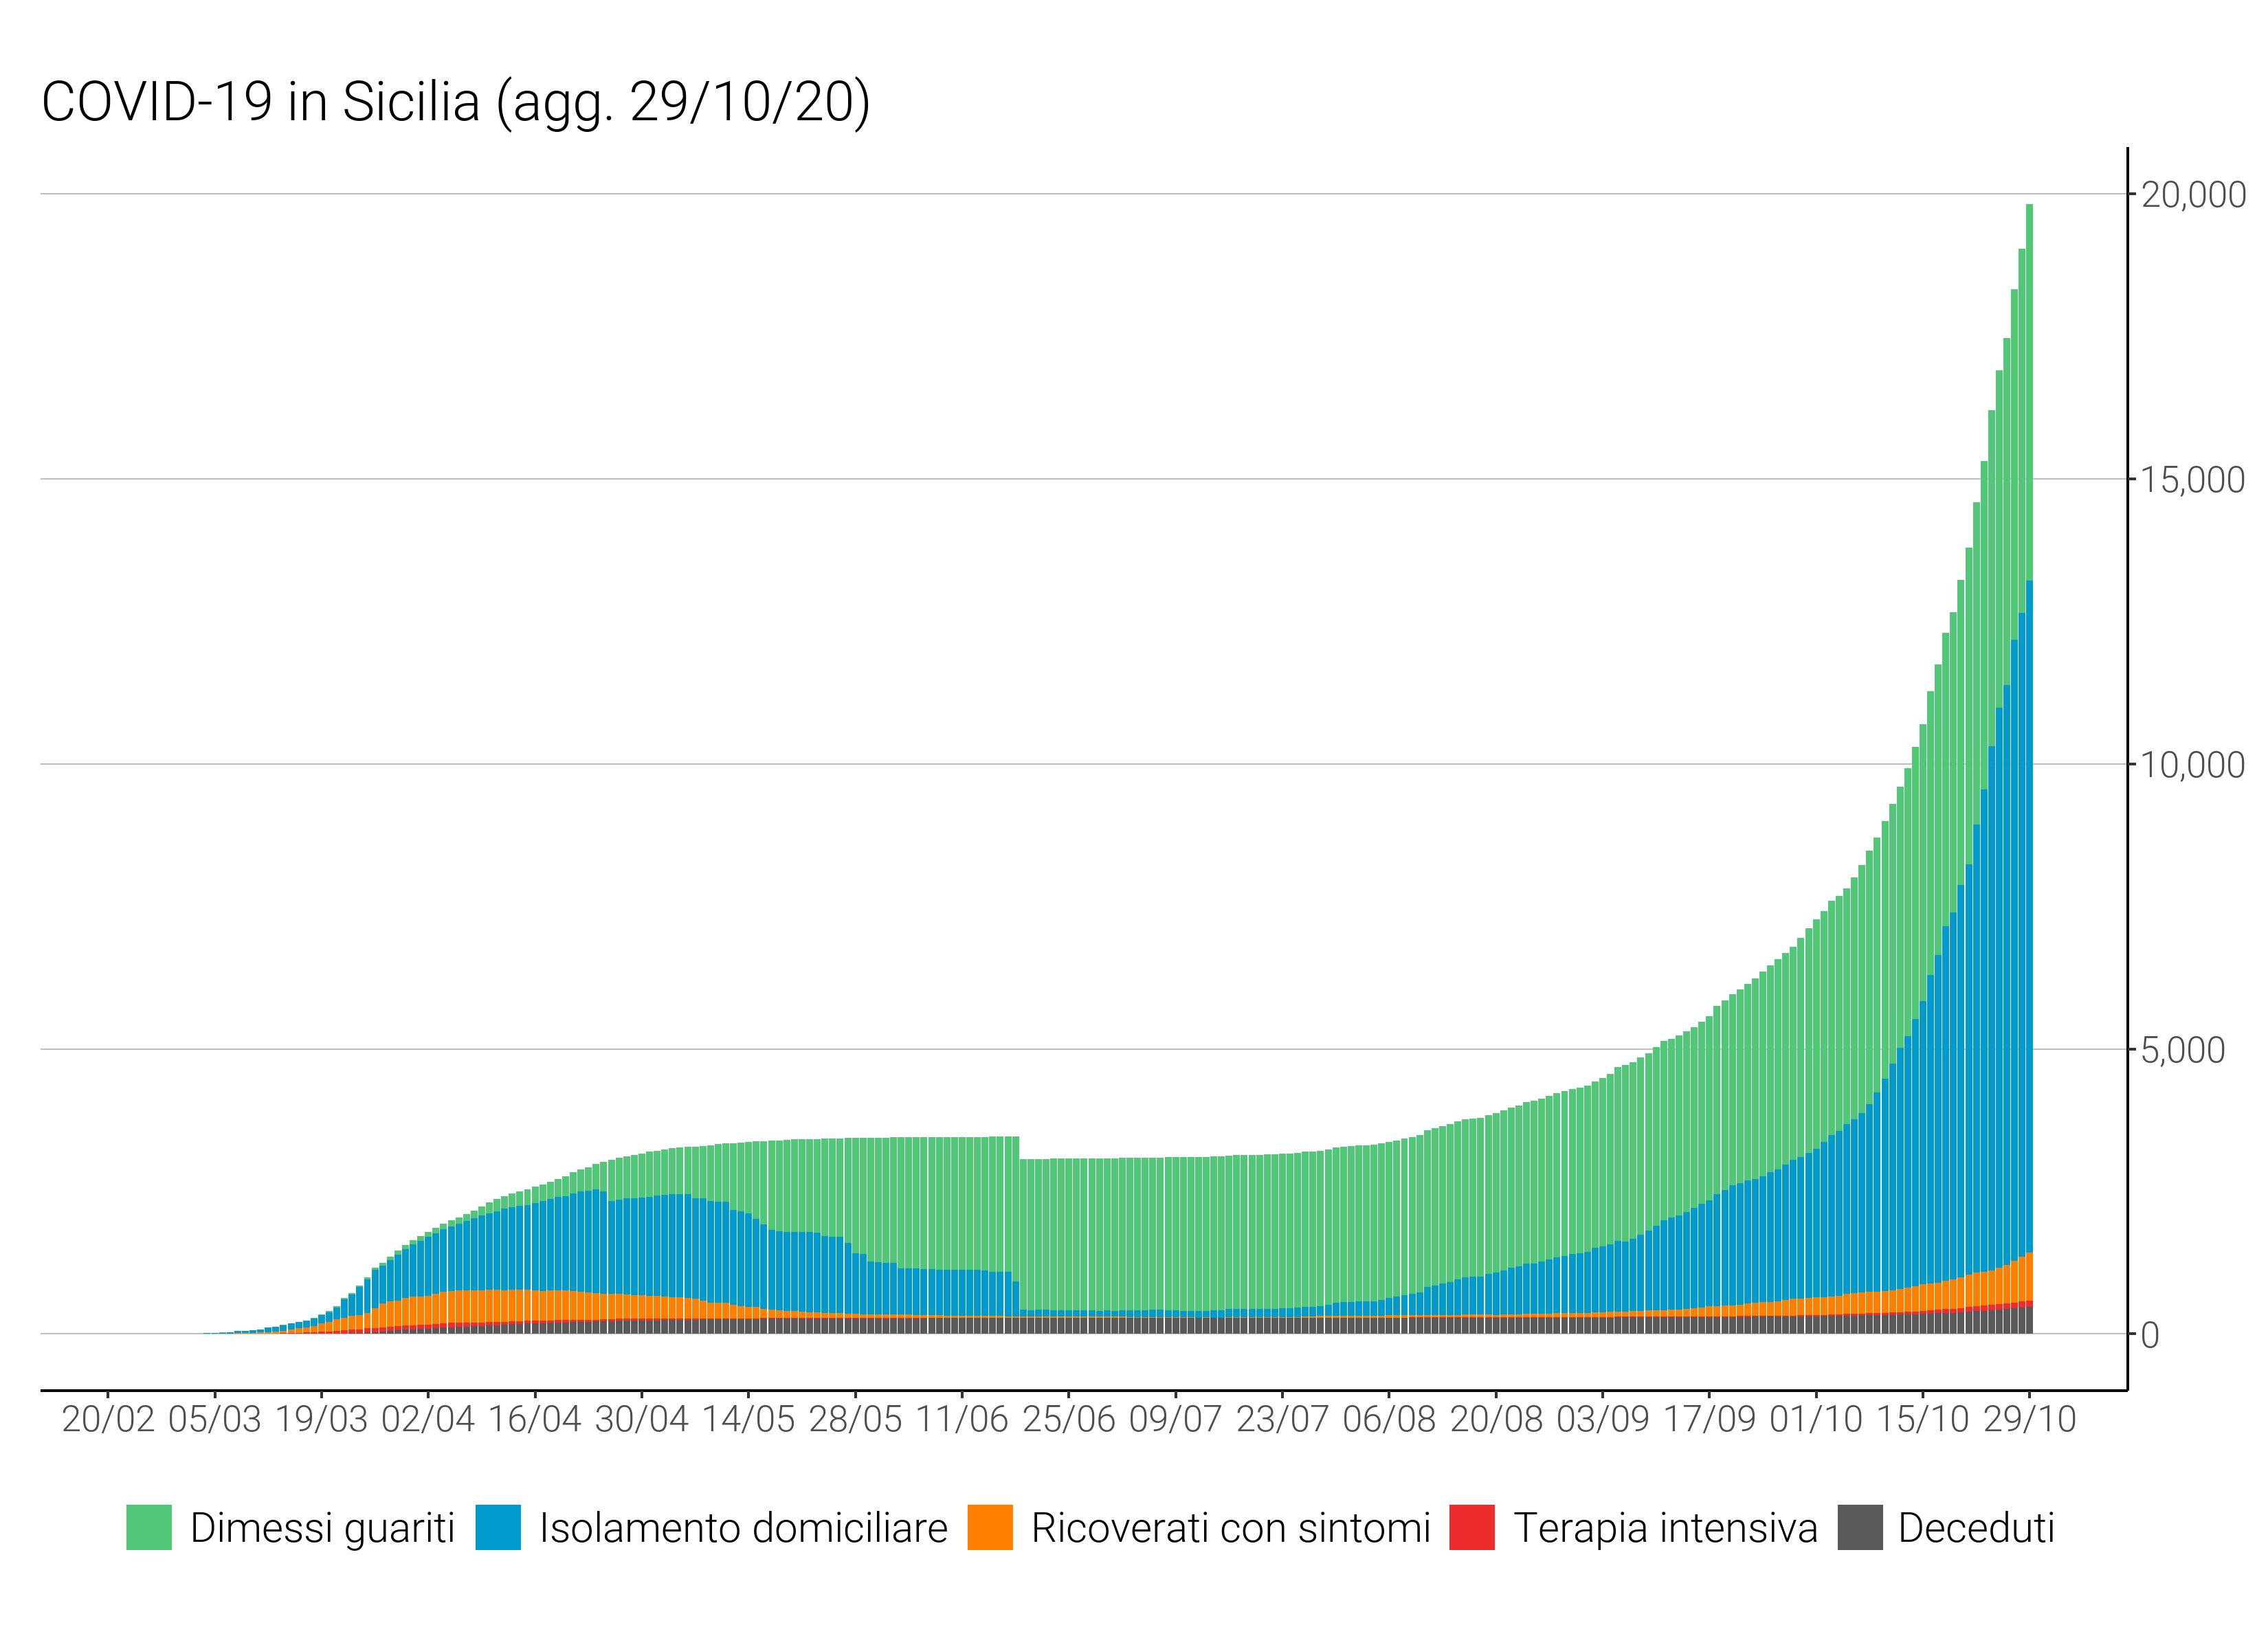 COVID-19 in Sicilia (agg. 29/10/20)
20,000
15,000
10,000
5,000
0
20/02 05/03 19/03 02/04 16/04 30/04 14/05 28/05 11/06 25/06 09/07 23/07 06/08 20/08 03/09 17/09 01/10 15/10 29/10
Dimessi guariti Isolamento domiciliare Ricoverati con sintomi Terapia intensiva Deceduti